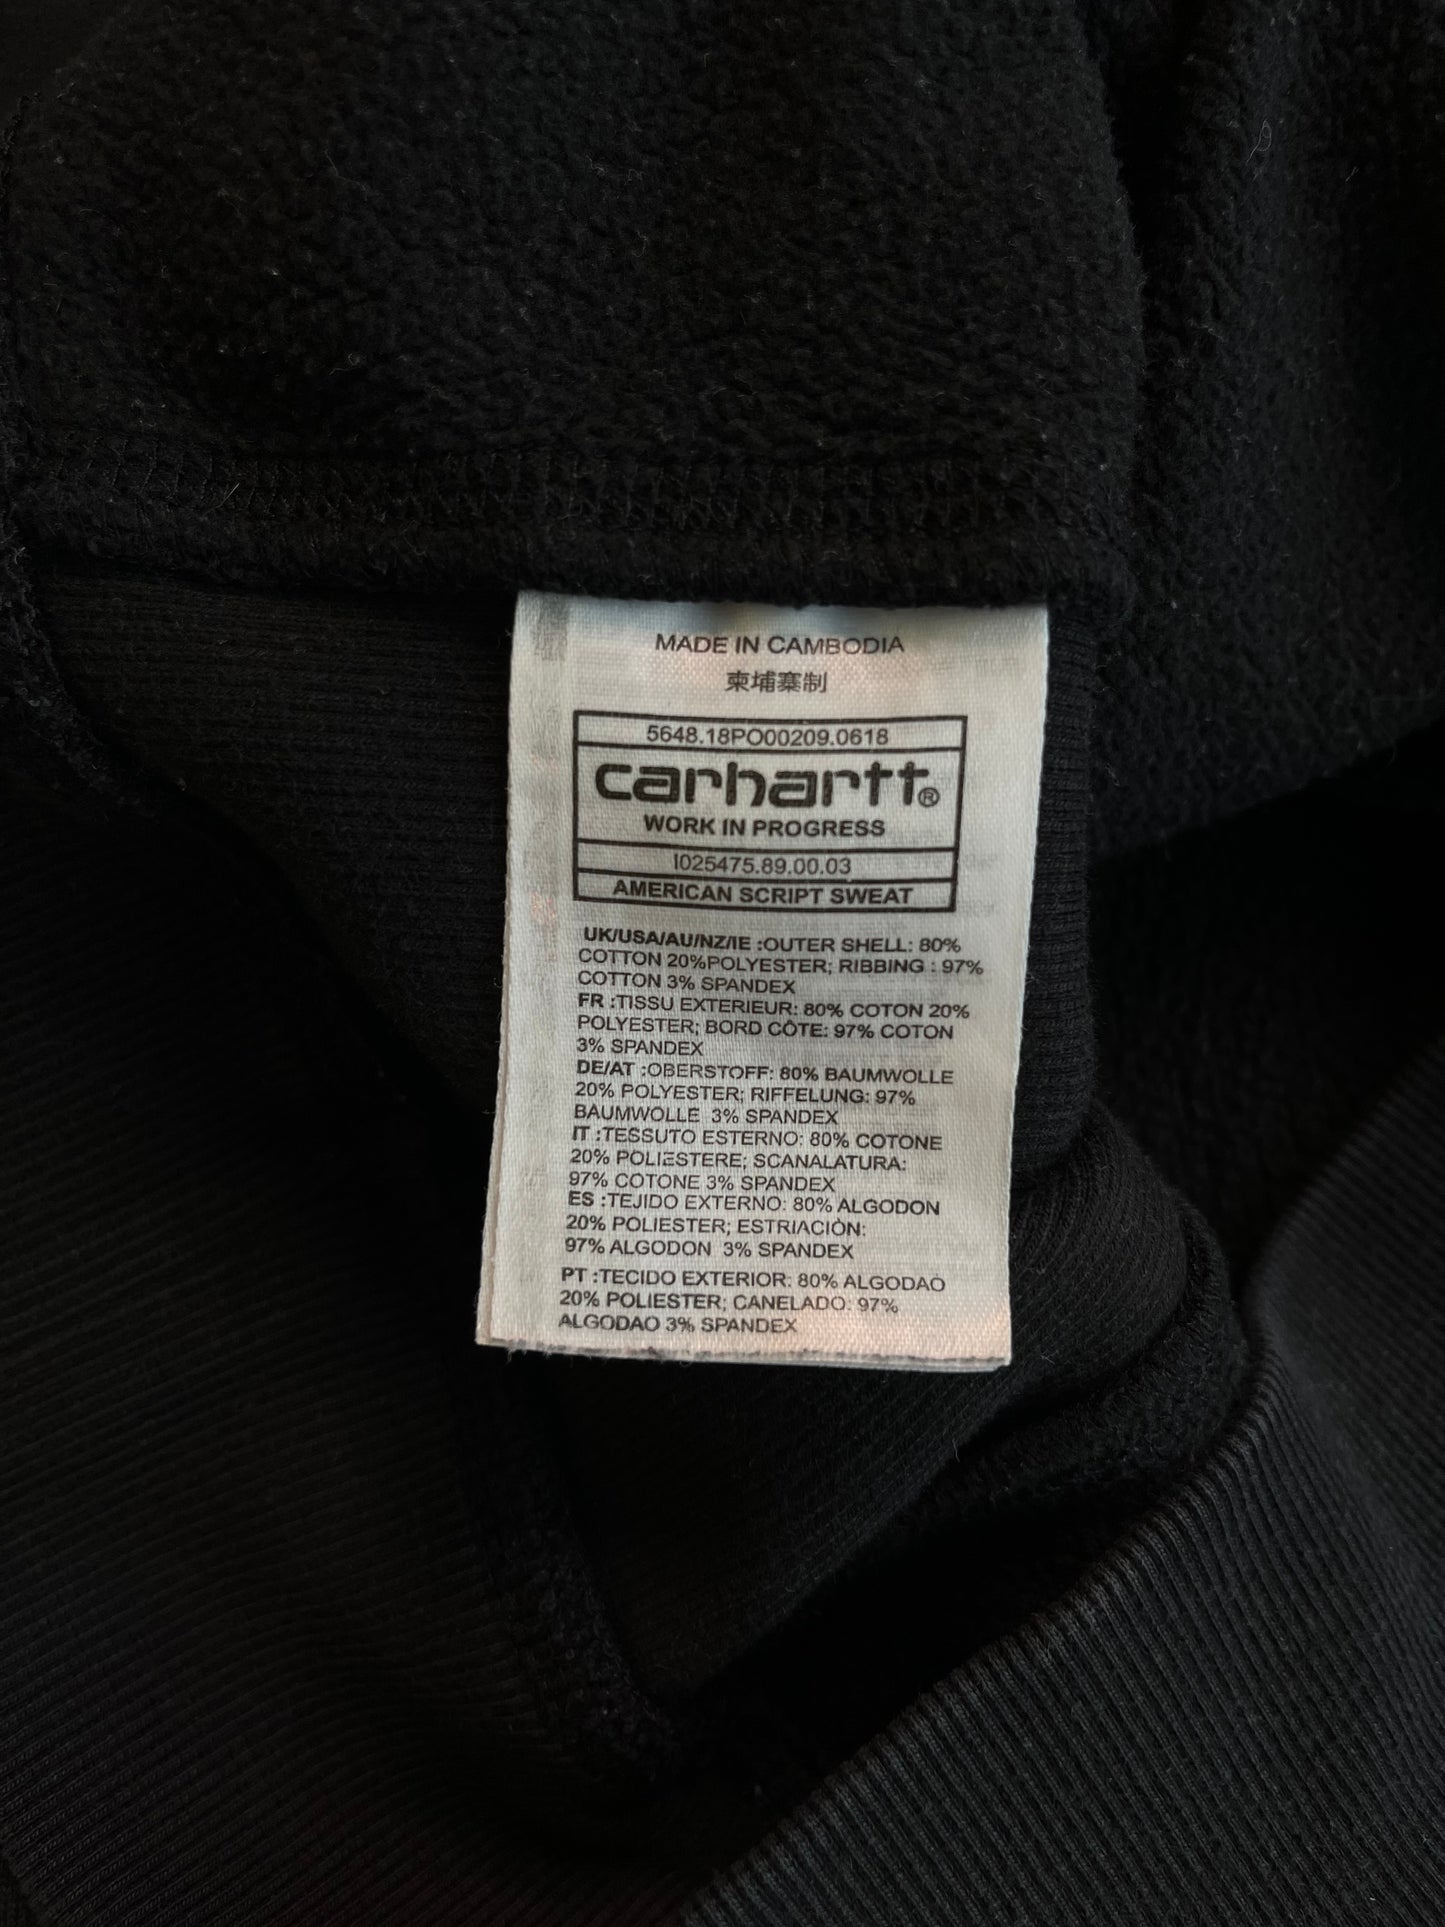 MADE IN CAMBODIA
柬埔寨制
5648.18PO00209.0618
carhartt®
WORK IN PROGRESS
I025475.89.00.03
AMERICAN SCRIPT SWEAT
UK/USA/AU/NZ/IE :OUTER SHELL: 80%
COTTON 20%POLYESTER; RIBBING : 97%
COTTON 3% SPANDEX
FR :TISSU EXTERIEUR: 80% COTON 20%
POLYESTER; BORD CÔTE: 97% COTON
3% SPANDEX
DE/AT :OBERSTOFF: 80% BAUMWOLLE
20% POLYESTER; RIFFELUNG: 97%
BAUMWOLLE 3% SPANDEX
IT :TESSUTO ESTERNO: 80% COTONE
20% POLIESTERE; SCANALATURA:
97% COTONE 3% SPANDEX
ES :TEJIDO EXTERNO: 80% ALGODON
20% POLIESTER; ESTRIACIÓN:
97% ALGODON 3% SPANDEX
PT :TECIDO EXTERIOR: 80% ALGODAO
20% POLIESTER; CANELADO: 97%
ALGODAO 3% SPANDEX